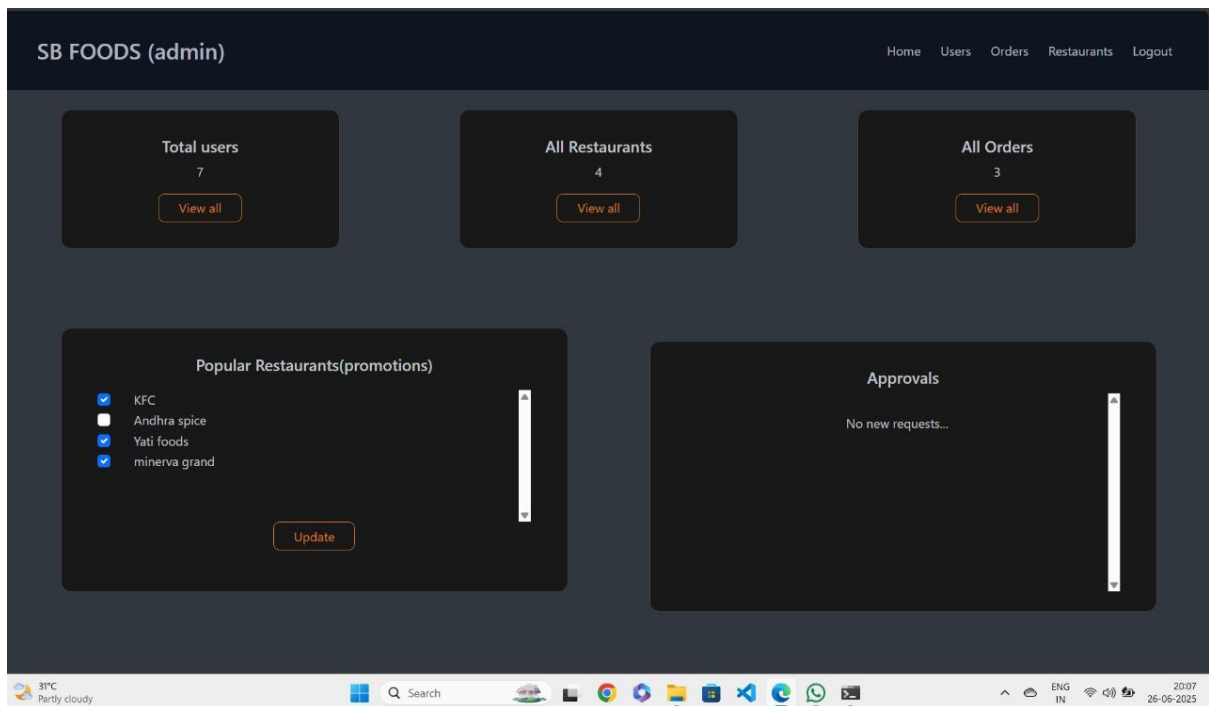 SB FOODS (admin)
Home Users Orders Restaurants Logout
Total users
7
View all
All Restaurants
4
View all
All Orders
3
View all
Popular Restaurants(promotions)
KFC
Andhra spice
Yati foods
minerva grand
Update
Approvals
No new requests...
31°C
Partly cloudy
Search
ENG
IN
20:07
26-06-2025